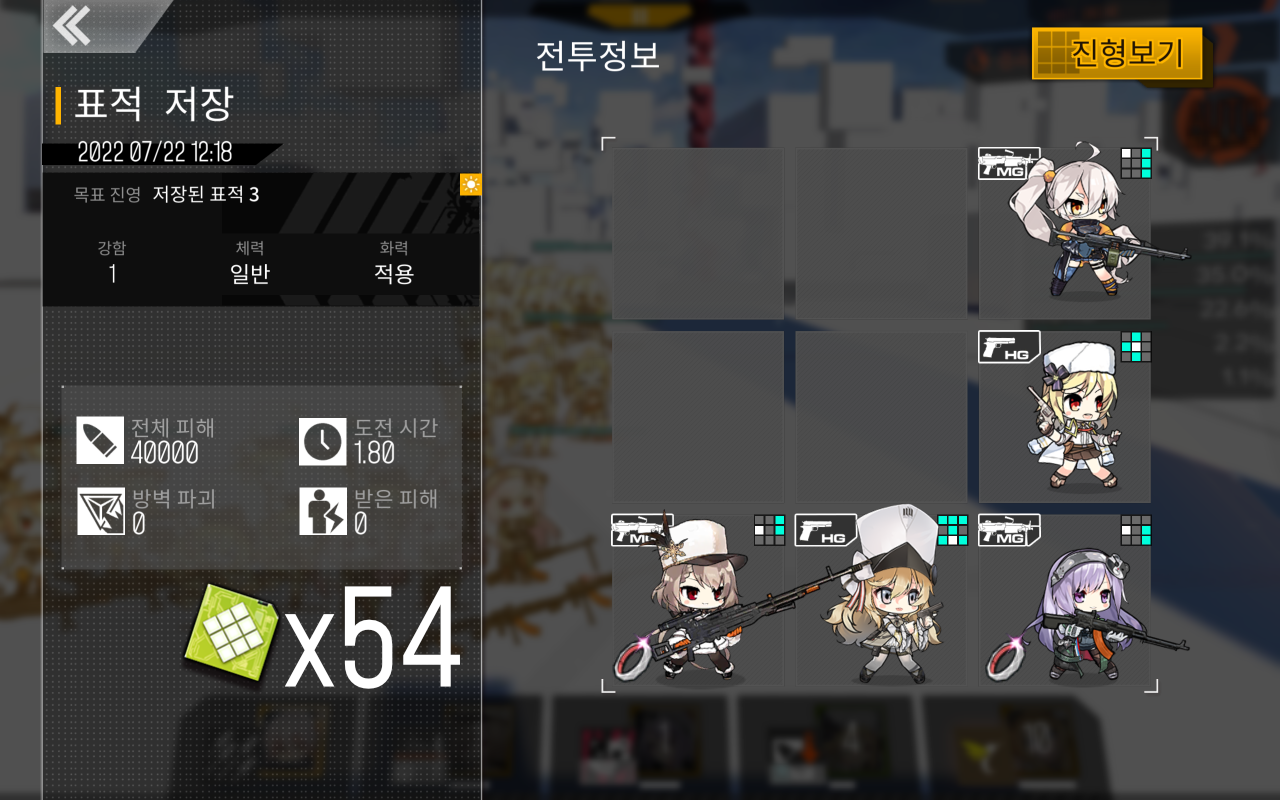 전투정보
진형보기
표적 저장
2022 07/22 12:18
목표 진영 저장된 표적 3
강함 체력 화력
1 일반 적용
전체 피해 도전 시간
40000 1.80
방벽 파괴 받은 피해
0 0
x54
MG
HG
MG
HG
MG